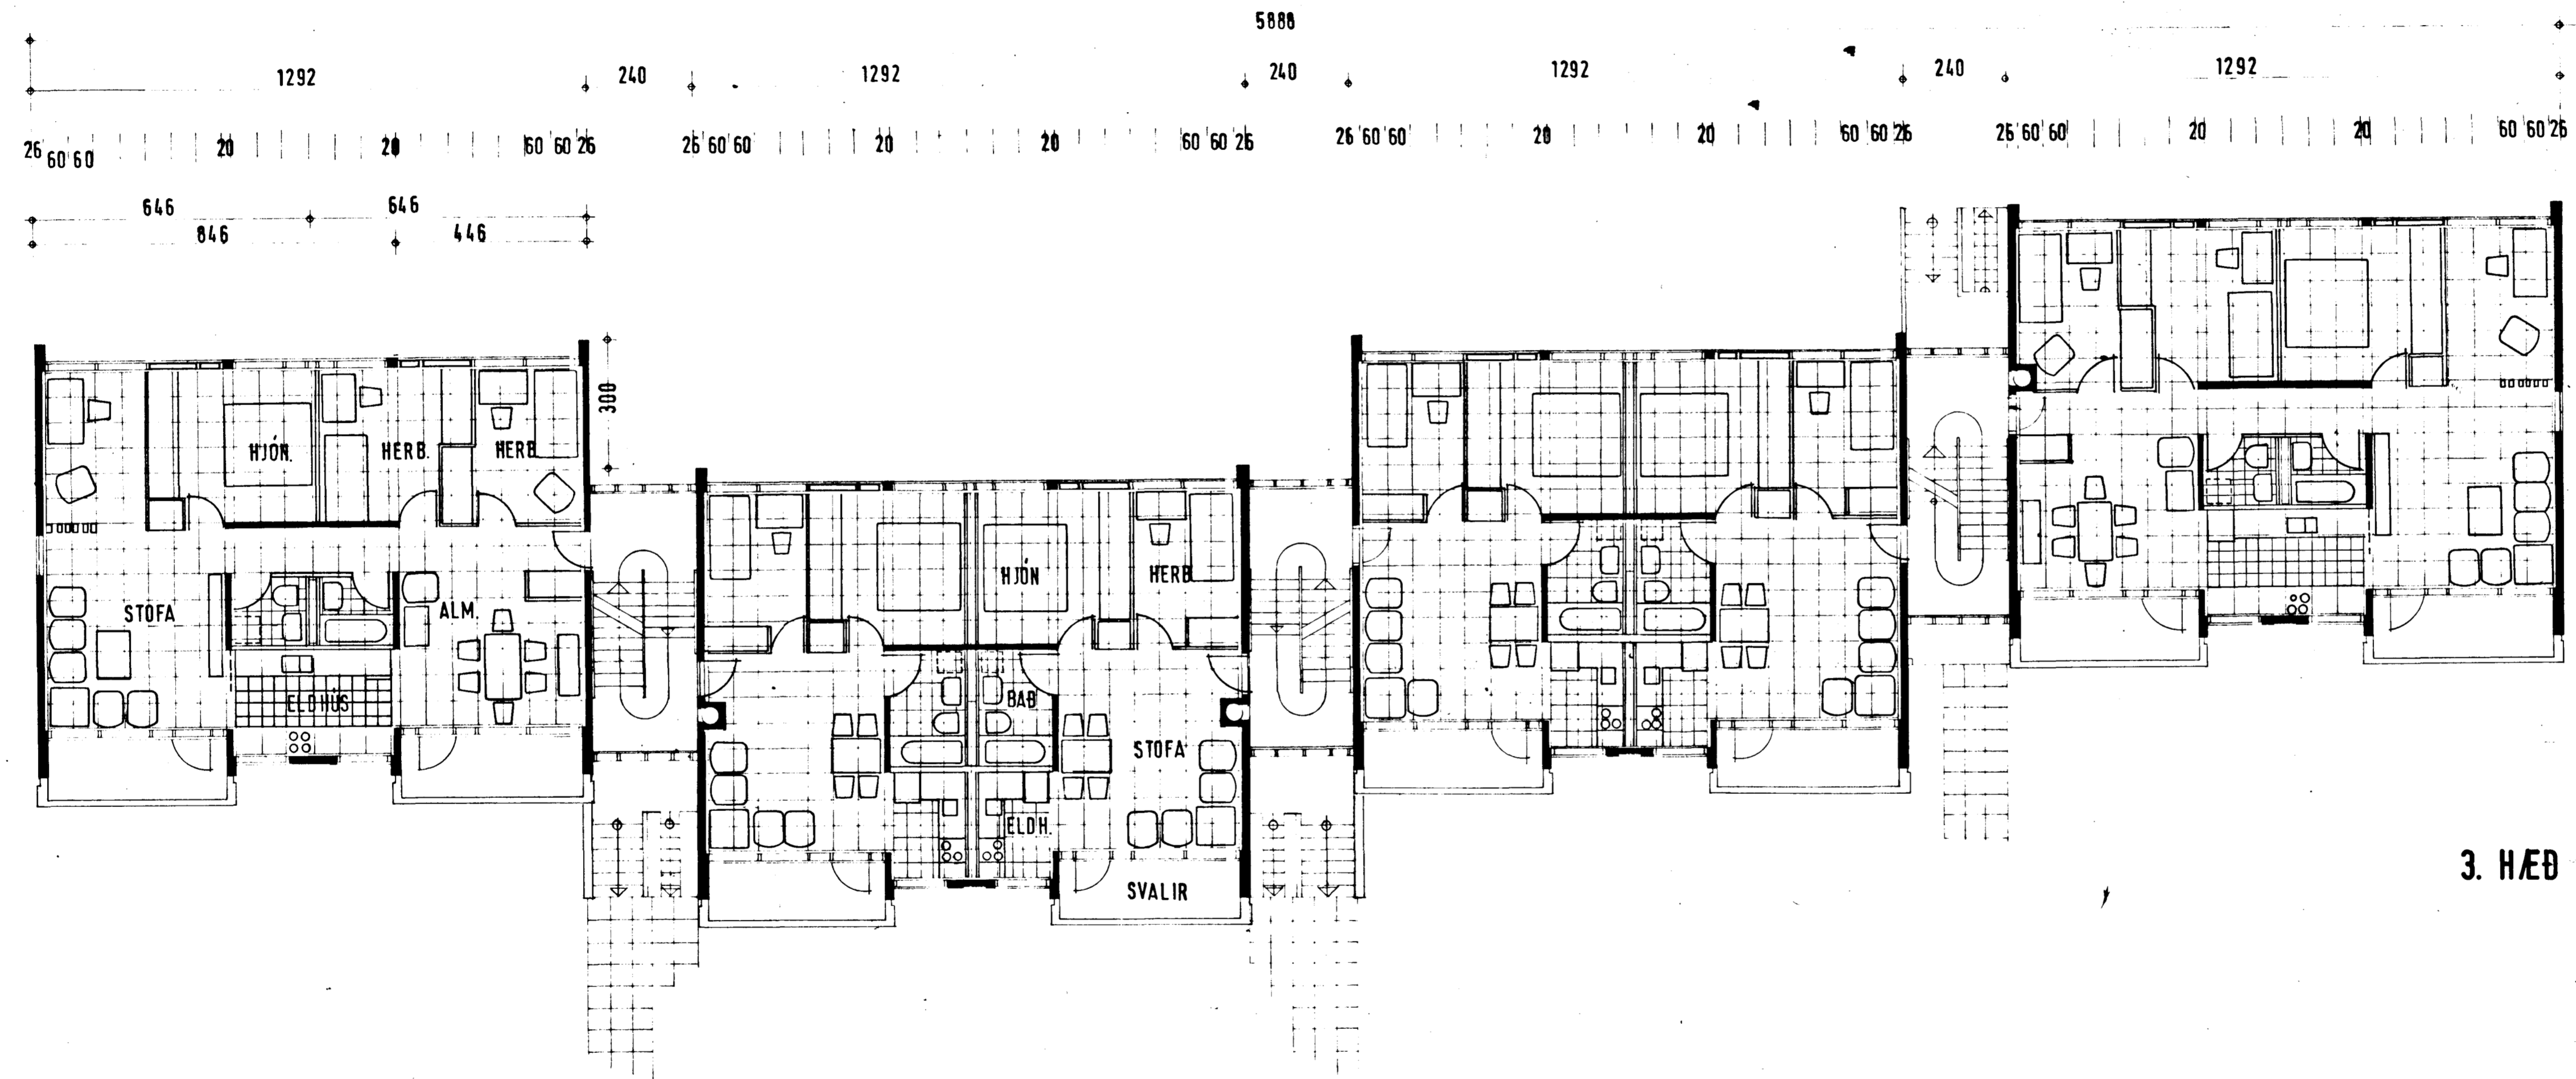 5888
1292 240 1292 240 1292 240 1292
26 60 60 20 20 60 60 26 26 60 60 20 20 60 60 26 26 60 60 20 20 60 60 26 26 60 60 20 20 60 60 26
646 646
846 446
300
HJÓN. HERB. HERB
STOFA ALM.
ELDHÚS
HJÓN HERB
BAÐ
STOFA
ELDH.
SVALIR
3. HÆÐ